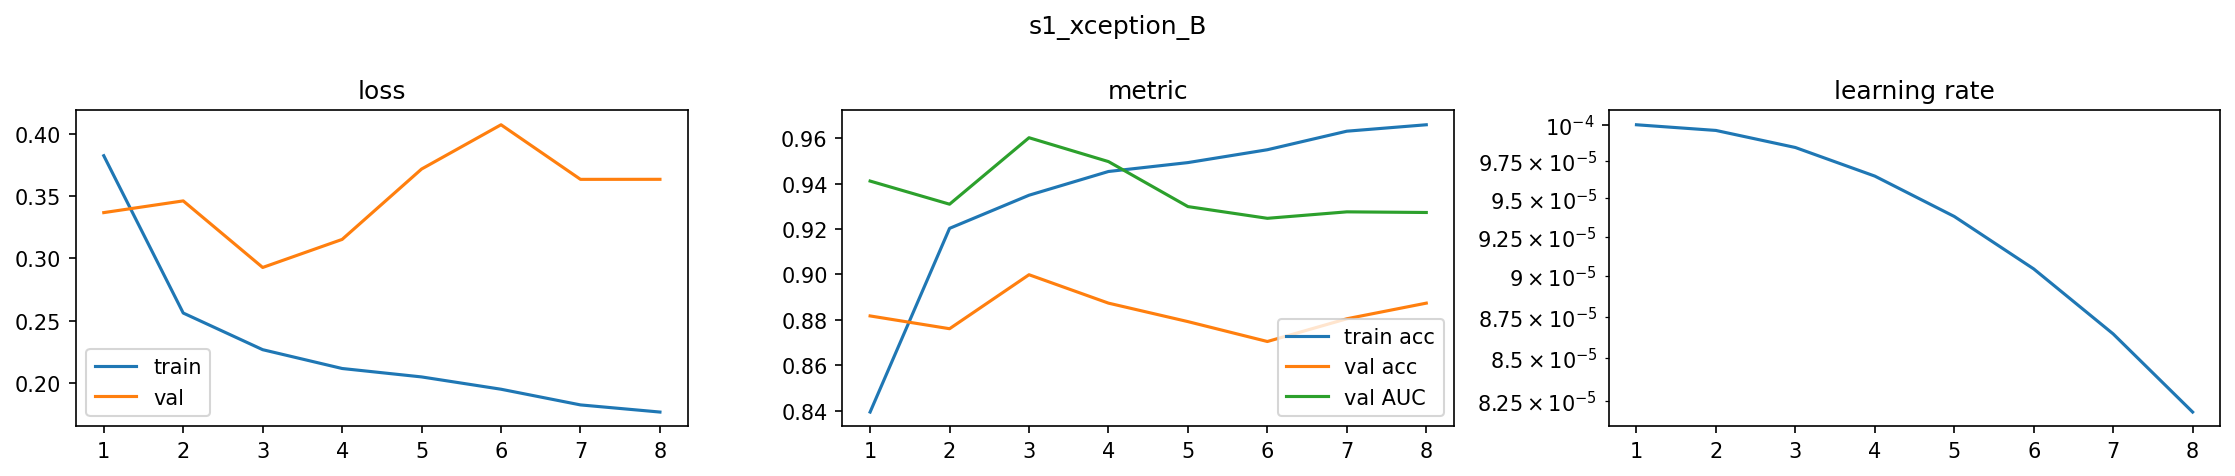 s1_xception_B
loss
0.40
0.35
0.30
0.25
0.20
train
val
1 2 3 4 5 6 7 8
metric
0.96
0.94
0.92
0.90
0.88
0.86
0.84
train acc
val acc
val AUC
1 2 3 4 5 6 7 8
learning rate
10⁻⁴
9.75 × 10⁻⁵
9.5 × 10⁻⁵
9.25 × 10⁻⁵
9 × 10⁻⁵
8.75 × 10⁻⁵
8.5 × 10⁻⁵
8.25 × 10⁻⁵
1 2 3 4 5 6 7 8